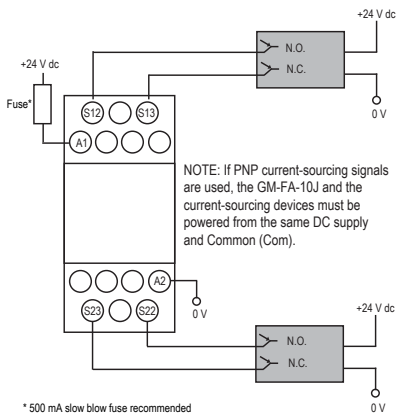 +24 V dc
N.O.
N.C.
0 V
+24 V dc
Fuse*
S12
S13
A1
NOTE: If PNP current-sourcing signals
are used, the GM-FA-10J and the
current-sourcing devices must be
powered from the same DC supply
and Common (Com).
A2
S23
S22
0 V
+24 V dc
N.O.
N.C.
0 V
* 500 mA slow blow fuse recommended